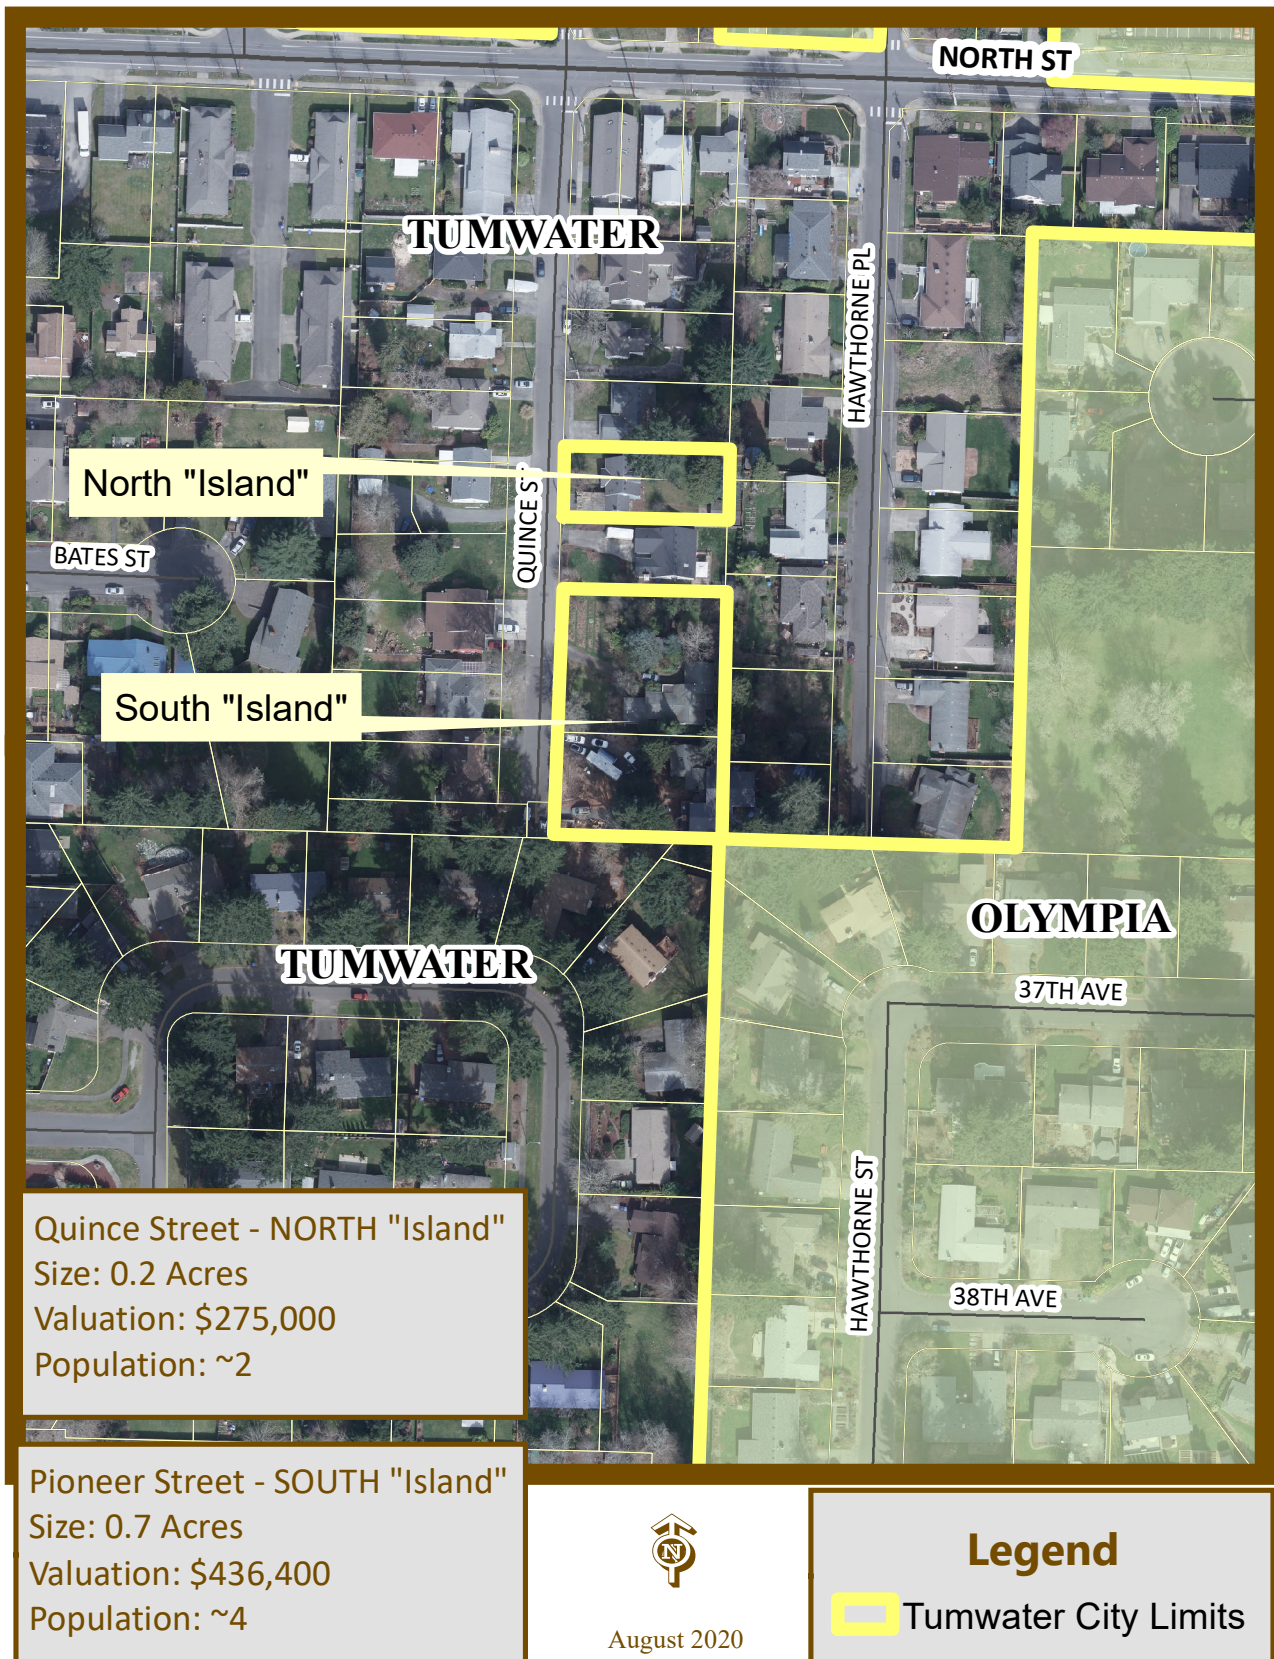 NORTH ST
TUMWATER
HAWTHORNE PL
North "Island"
QUINCE ST
BATES ST
South "Island"
OLYMPIA
TUMWATER
37TH AVE
HAWTHORNE ST
38TH AVE
Quince Street - NORTH "Island"
Size: 0.2 Acres
Valuation: $275,000
Population: ~2
Pioneer Street - SOUTH "Island"
Size: 0.7 Acres
Valuation: $436,400
Population: ~4
N
August 2020
Legend
Tumwater City Limits